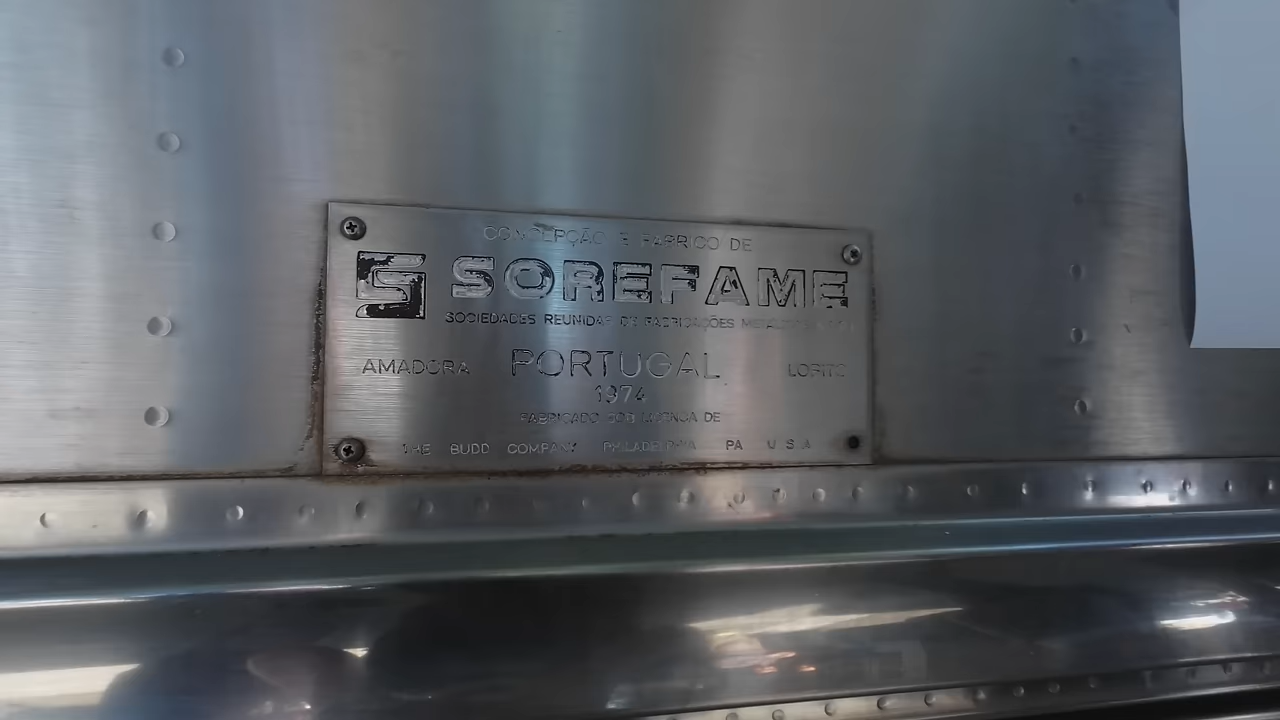 CONCEPÇÃO E FABRICO DE
SOREFAME
SOCIEDADES REUNIDAS DE FABRICAÇÕES
AMADORA PORTUGAL LOBITO
1974
FABRICADO SOB LICENÇA DE
THE BUDD COMPANY PHILADELPHIA PA U.S.A